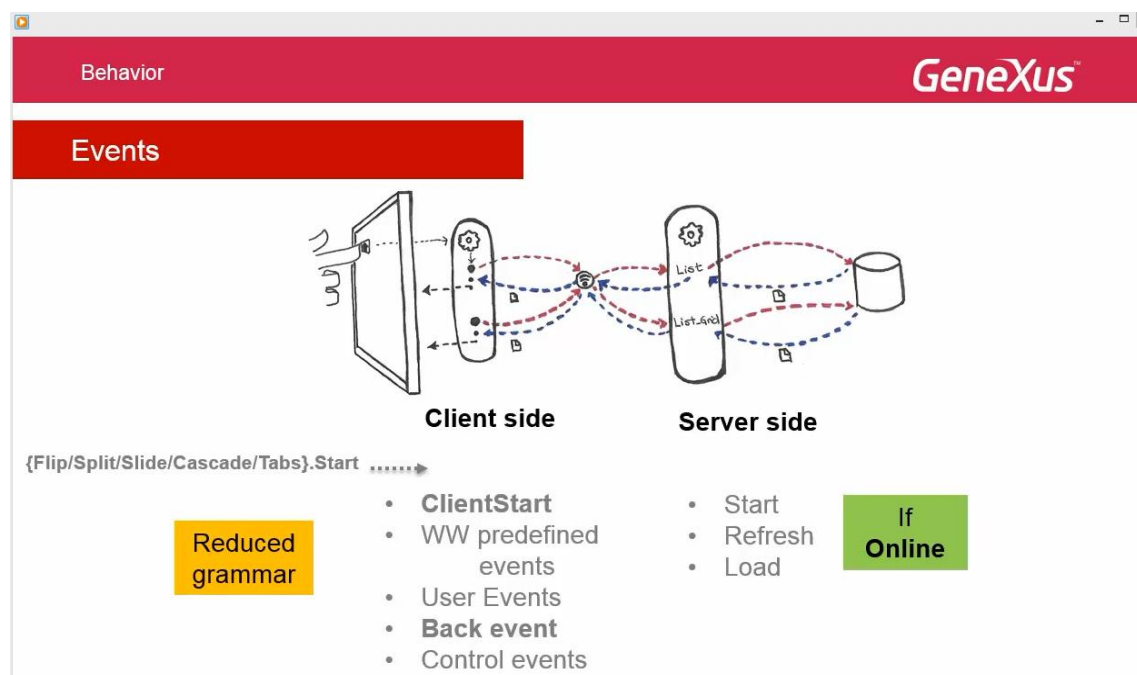 Behavior
GeneXus™
Events
List
List_Grid
Client side
Server side
{Flip/Split/Slide/Cascade/Tabs}.Start
Reduced
grammar
• ClientStart
• WW predefined
events
• User Events
• Back event
• Control events
• Start
• Refresh
• Load
If
Online